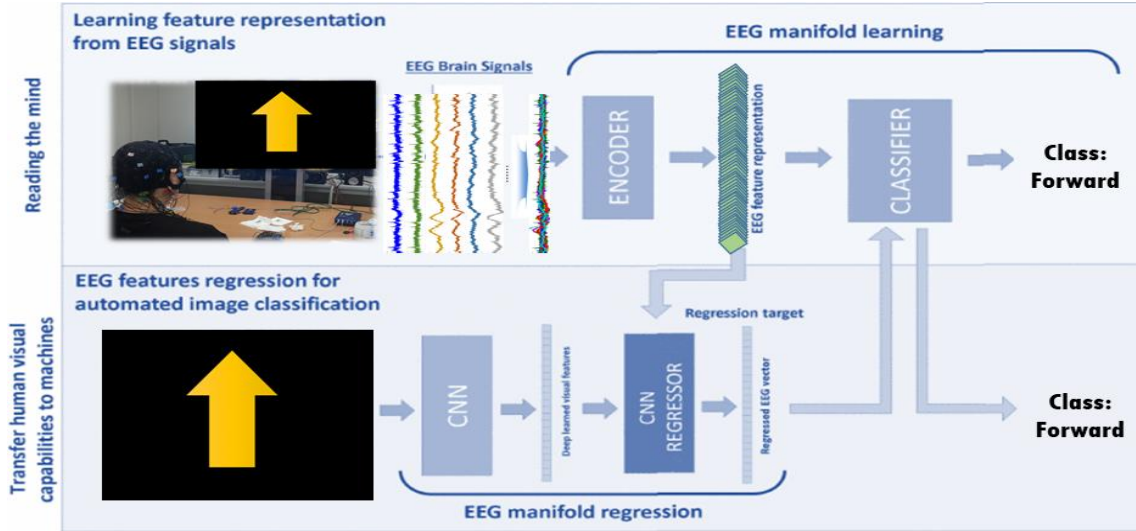 Learning feature representation
from EEG signals
EEG manifold learning
EEG Brain Signals
Reading the mind
ENCODER
EEG feature representation
CLASSIFIER
Class:
Forward
EEG features regression for
automated image classification
Regression target
Transfer human visual
capabilities to machines
CNN
Deep learned visual features
CNN
REGRESSOR
Regressed EEG vector
Class:
Forward
EEG manifold regression